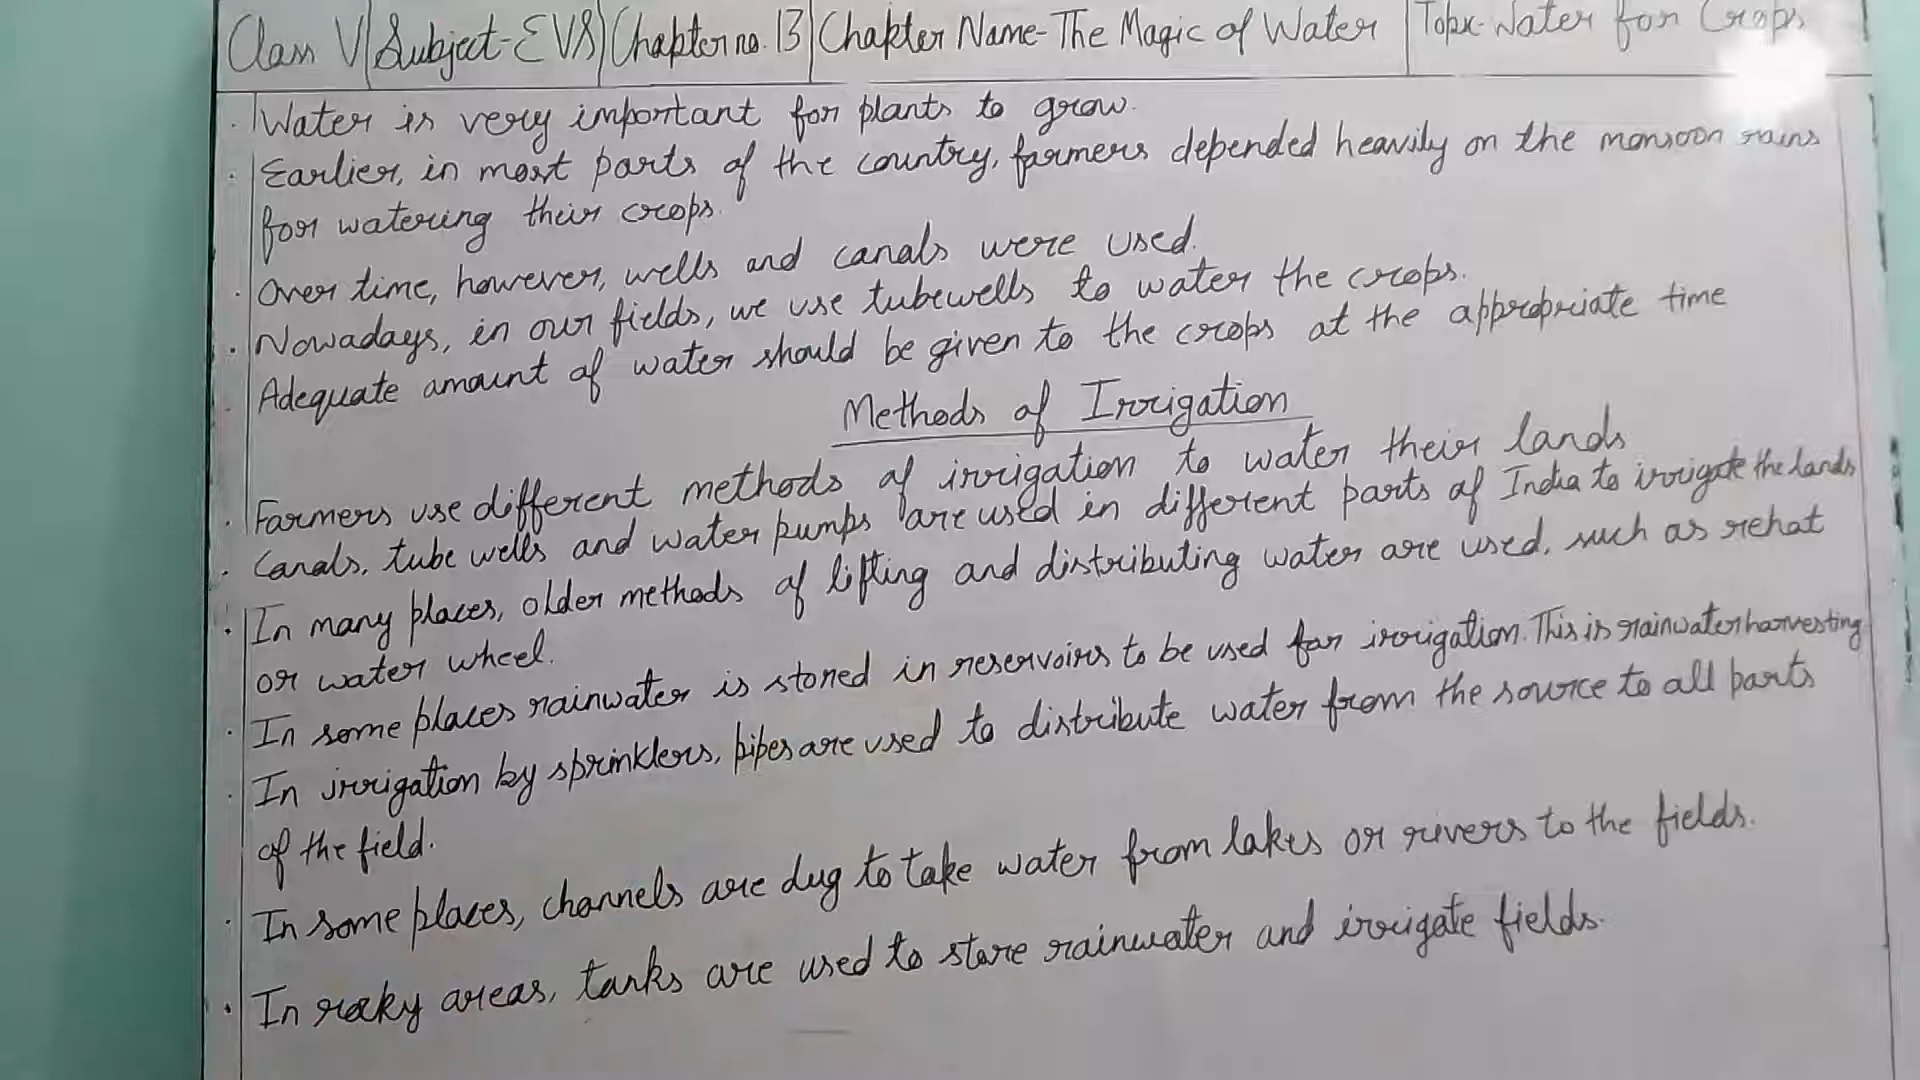 Class V | Subject-EVS | Chapter no. 13 | Chapter Name- The Magic of Water | Topic- Water for Crops
. Water is very important for plants to grow.
. Earlier, in most parts of the country, farmers depended heavily on the monsoon rains
for watering their crops.
. Over time, however, wells and canals were used.
. Nowadays, in our fields, we use tubewells to water the crops.
. Adequate amount of water should be given to the crops at the appropriate time
Methods of Irrigation
. Farmers use different methods of irrigation to water their lands
. Canals, tube wells and water pumps are used in different parts of India to irrigate the lands
. In many places, older methods of lifting and distributing water are used, such as rehat
or water wheel.
. In some places rainwater is stored in reservoirs to be used for irrigation. This is rainwater harvesting
. In irrigation by sprinklers, pipes are used to distribute water from the source to all parts
of the field.
. In some places, channels are dug to take water from lakes or rivers to the fields.
. In rocky areas, tanks are used to store rainwater and irrigate fields.